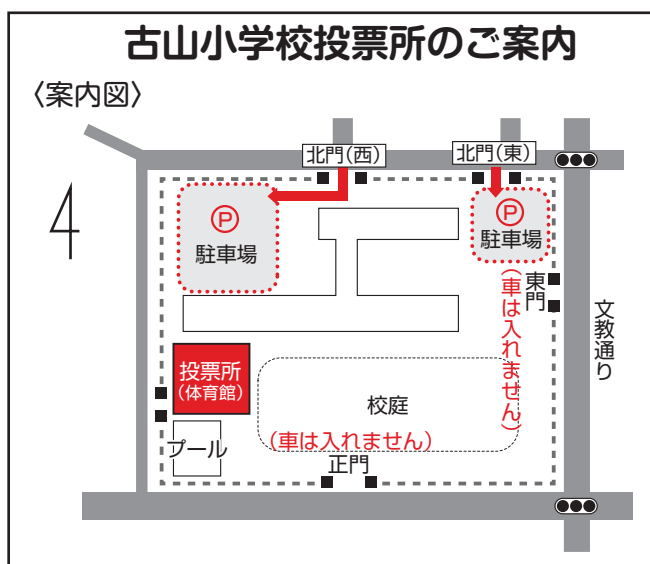 古山小学校投票所のご案内
〈案内図〉
北門(西)
北門(東)
P
駐車場
P
駐車場
東門
(車は入れません)
文教通り
投票所
(体育館)
校庭
(車は入れません)
プール
正門